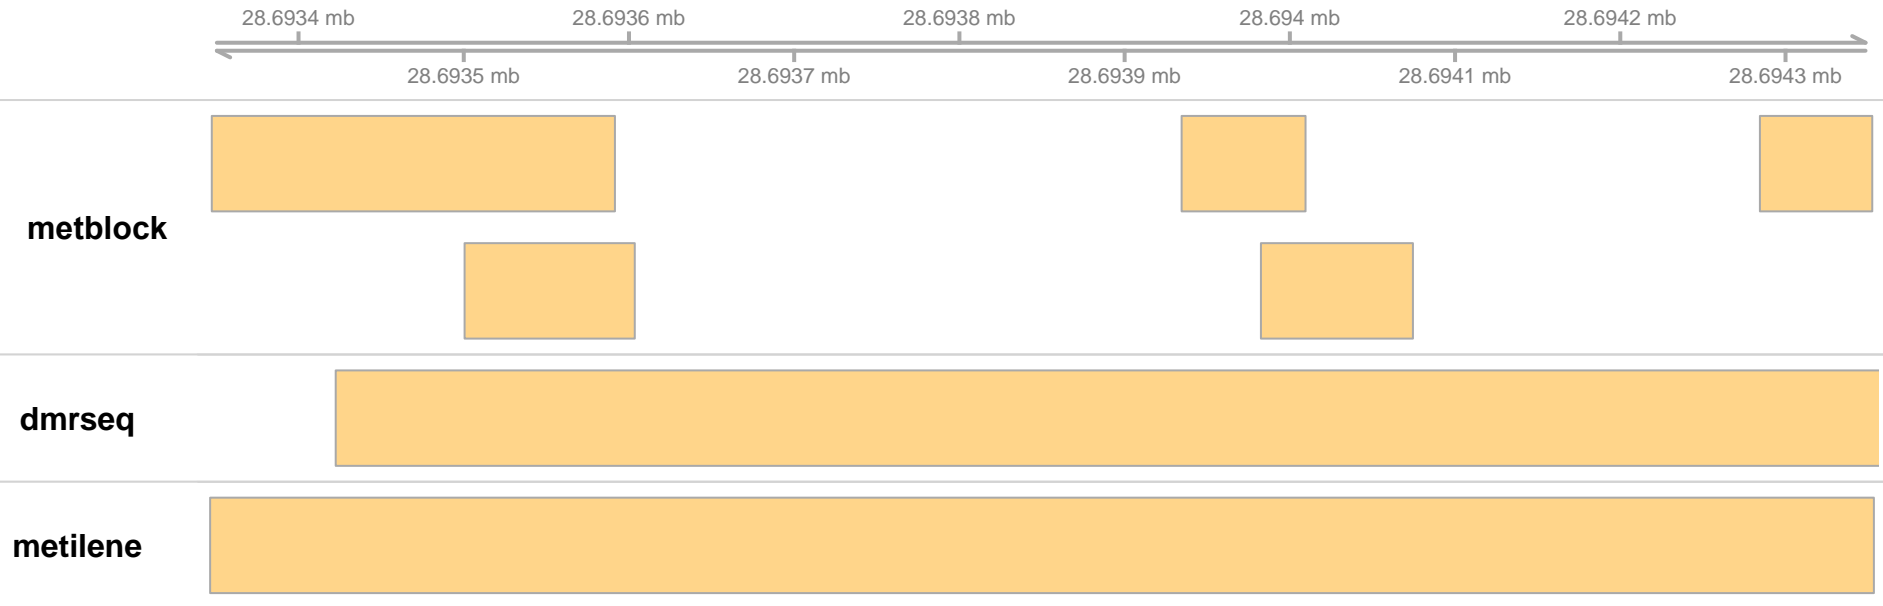 28.6934 mb 28.6936 mb 28.6938 mb 28.694 mb 28.6942 mb
28.6935 mb 28.6937 mb 28.6939 mb 28.6941 mb 28.6943 mb
metblock
dmrseq
metilene